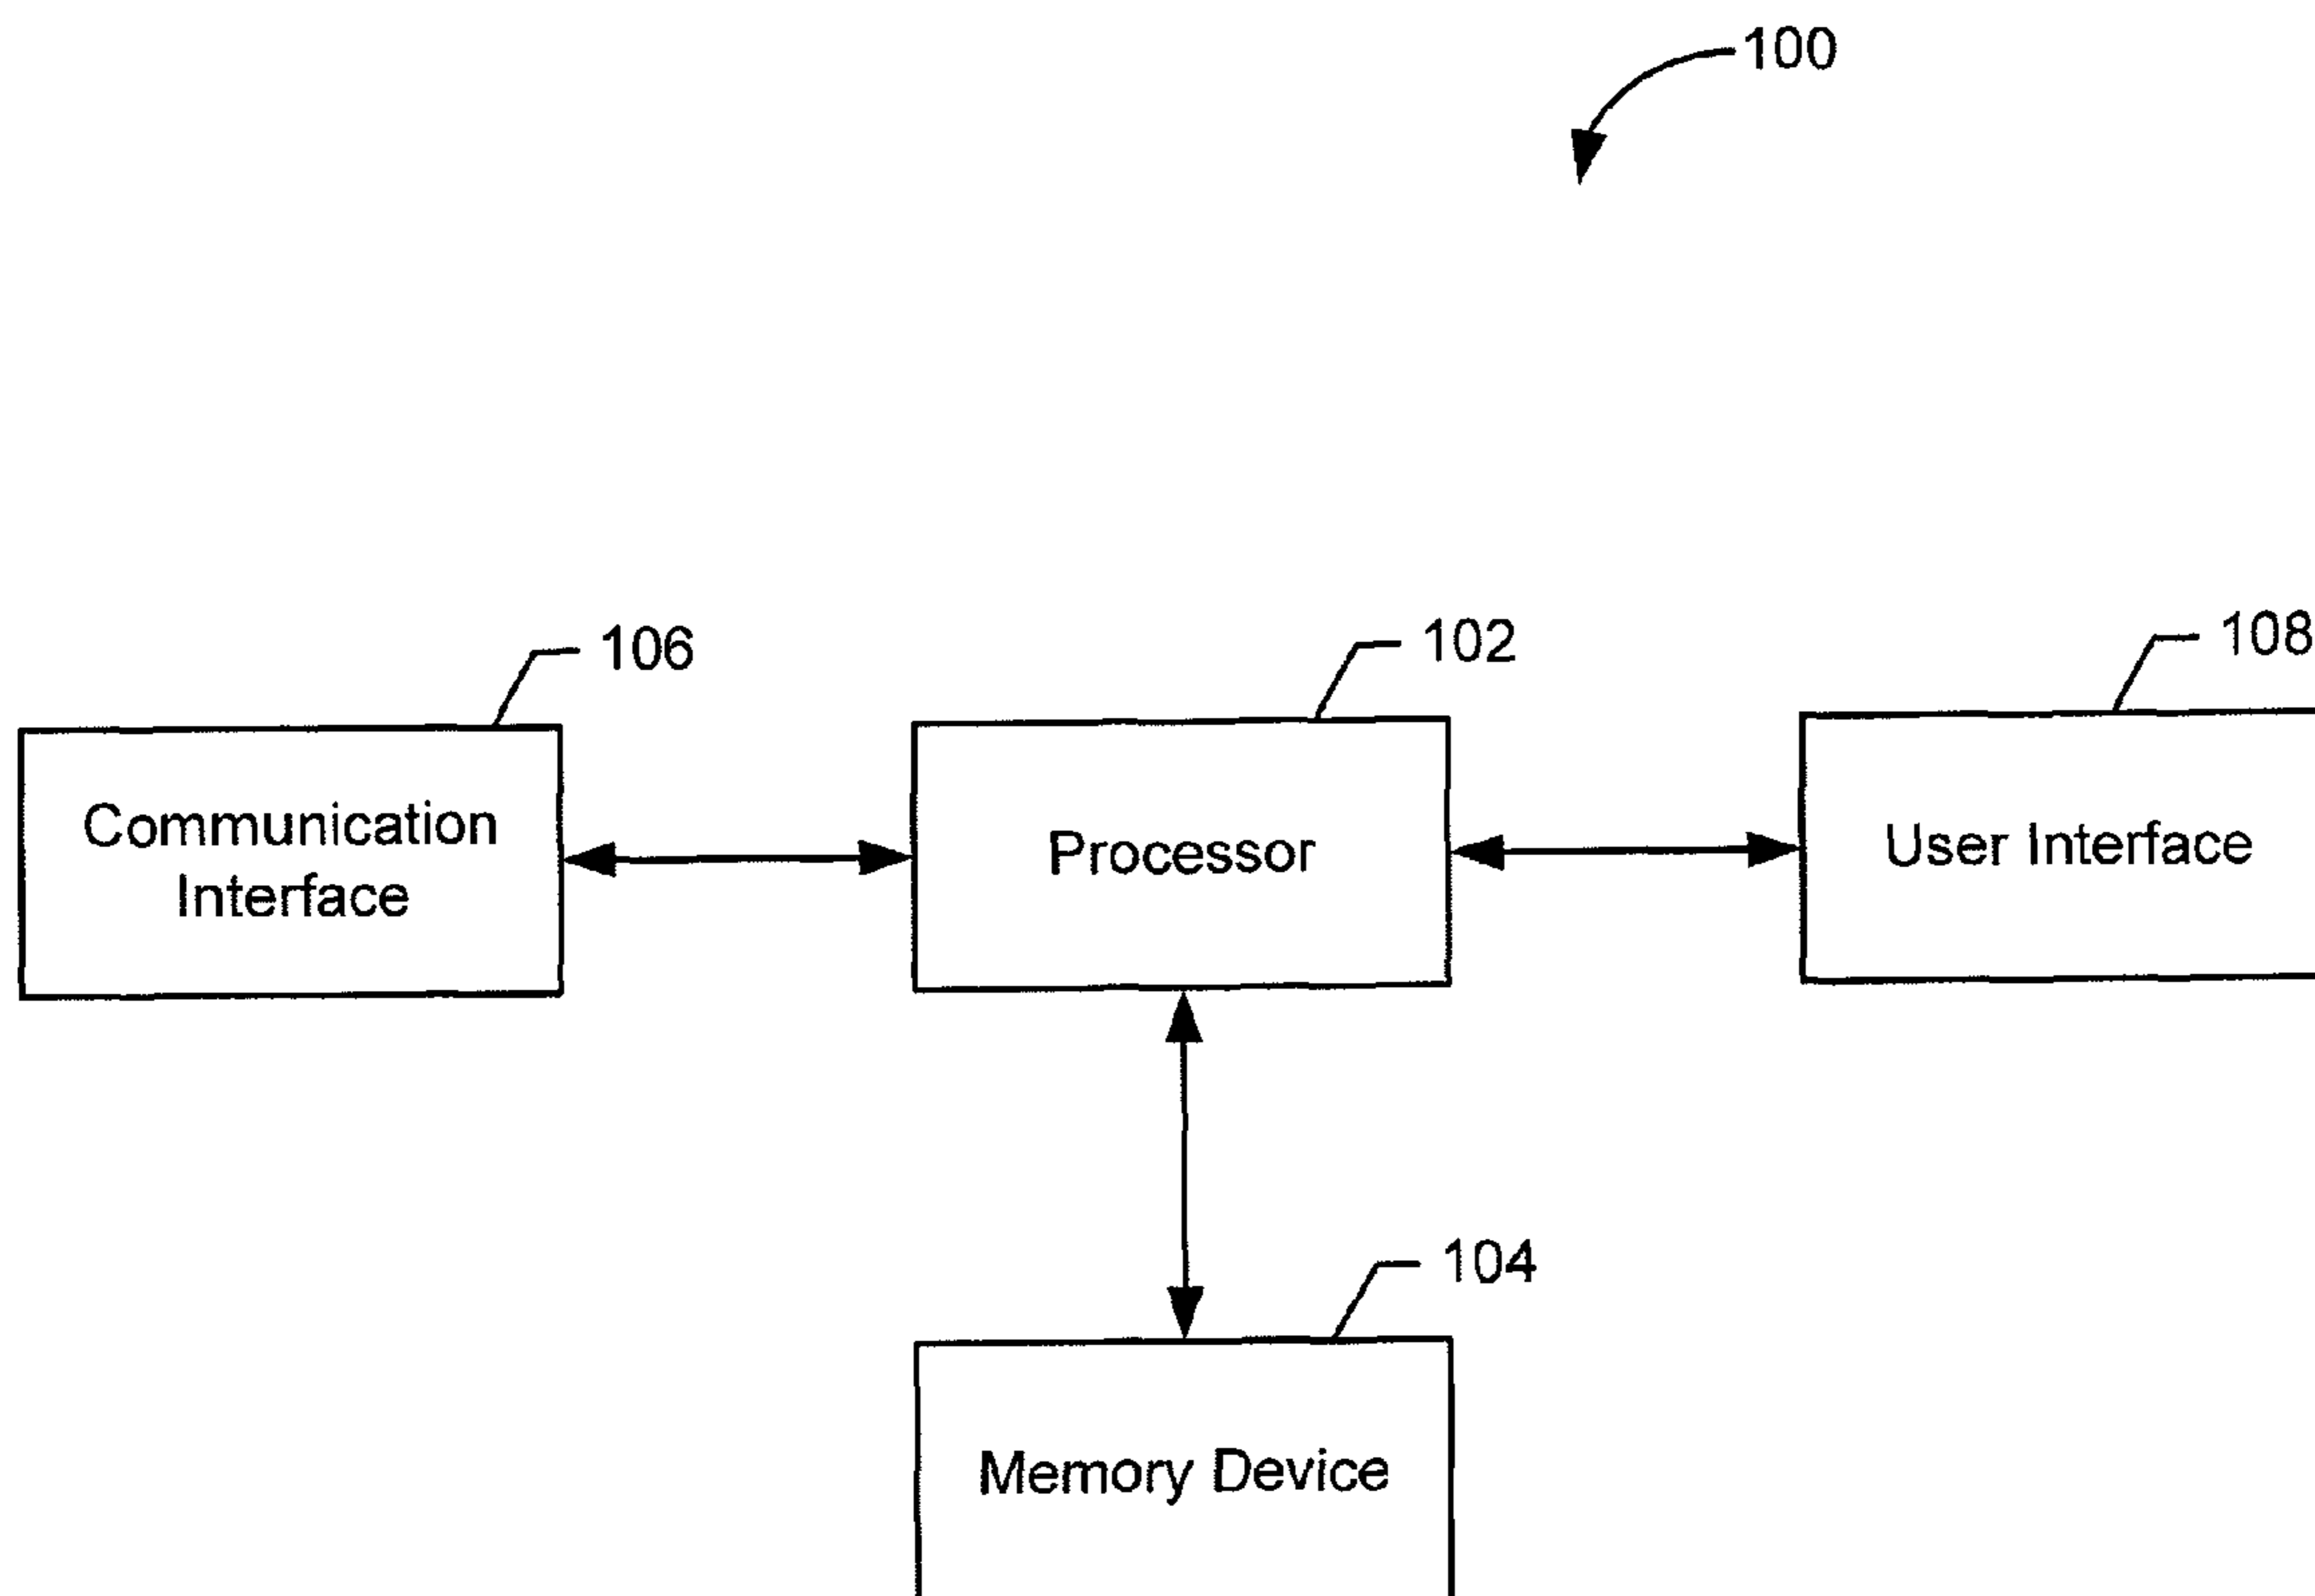 100
106
102
108
Communication
Interface
Processor
User Interface
104
Memory Device